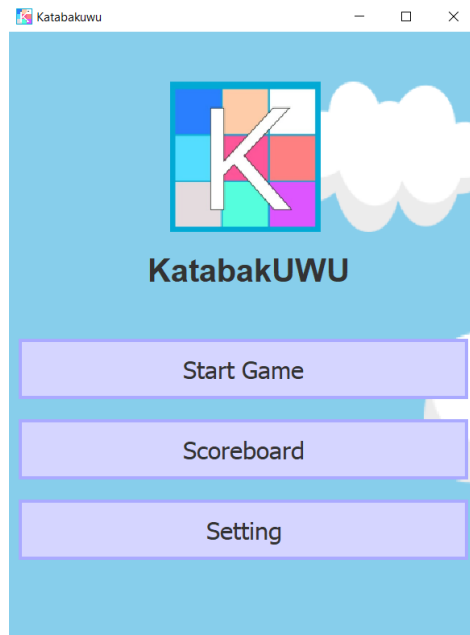 Katabakuwu
K
KatabakUWU
Start Game
Scoreboard
Setting